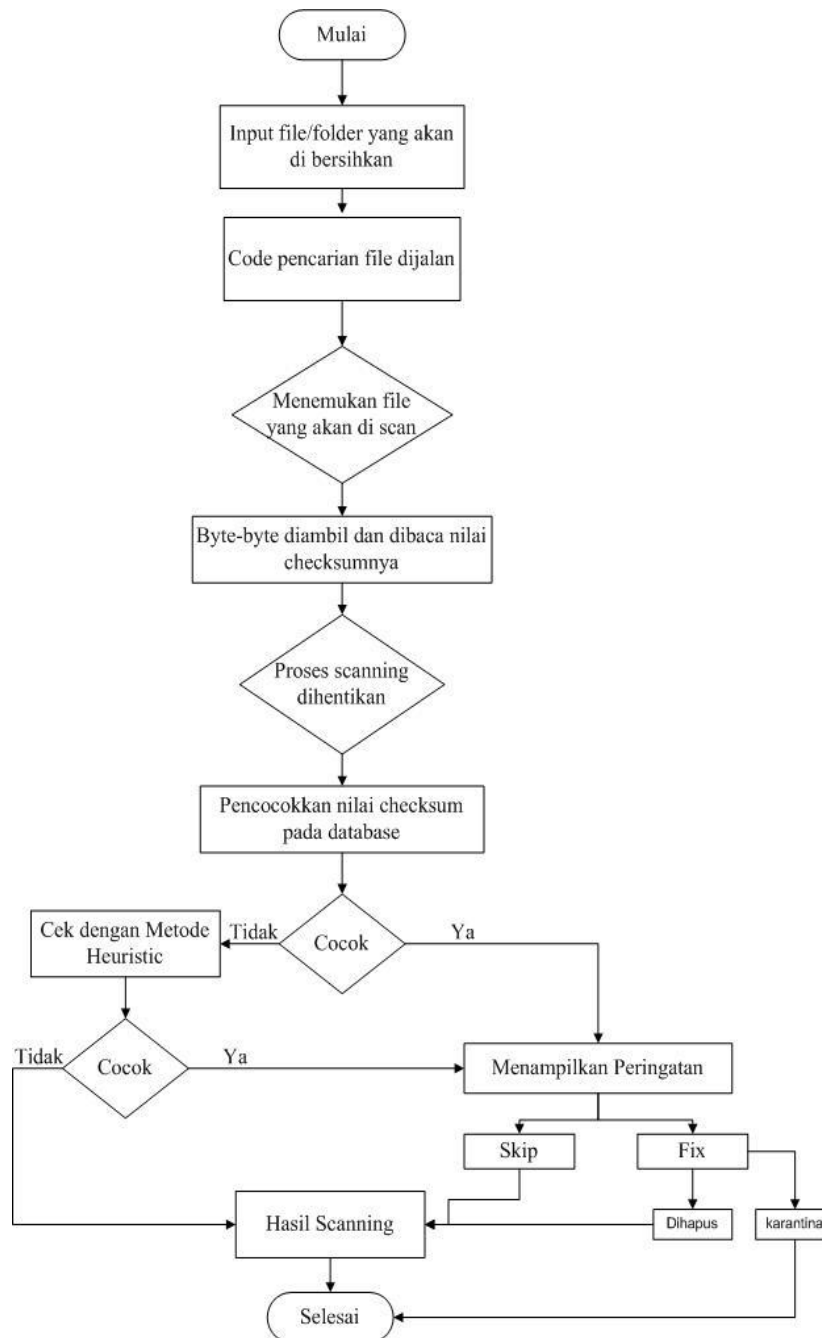 Mulai
Input file/folder yang akan
di bersihkan
Code pencarian file dijalan
Menemukan file
yang akan di scan
Byte-byte diambil dan dibaca nilai
checksumnya
Proses scanning
dihentikan
Pencocokkan nilai checksum
pada database
Cek dengan Metode
Heuristic
Tidak
Cocok
Ya
Tidak
Cocok
Ya
Menampilkan Peringatan
Skip
Fix
Hasil Scanning
Dihapus
karantina
Selesai